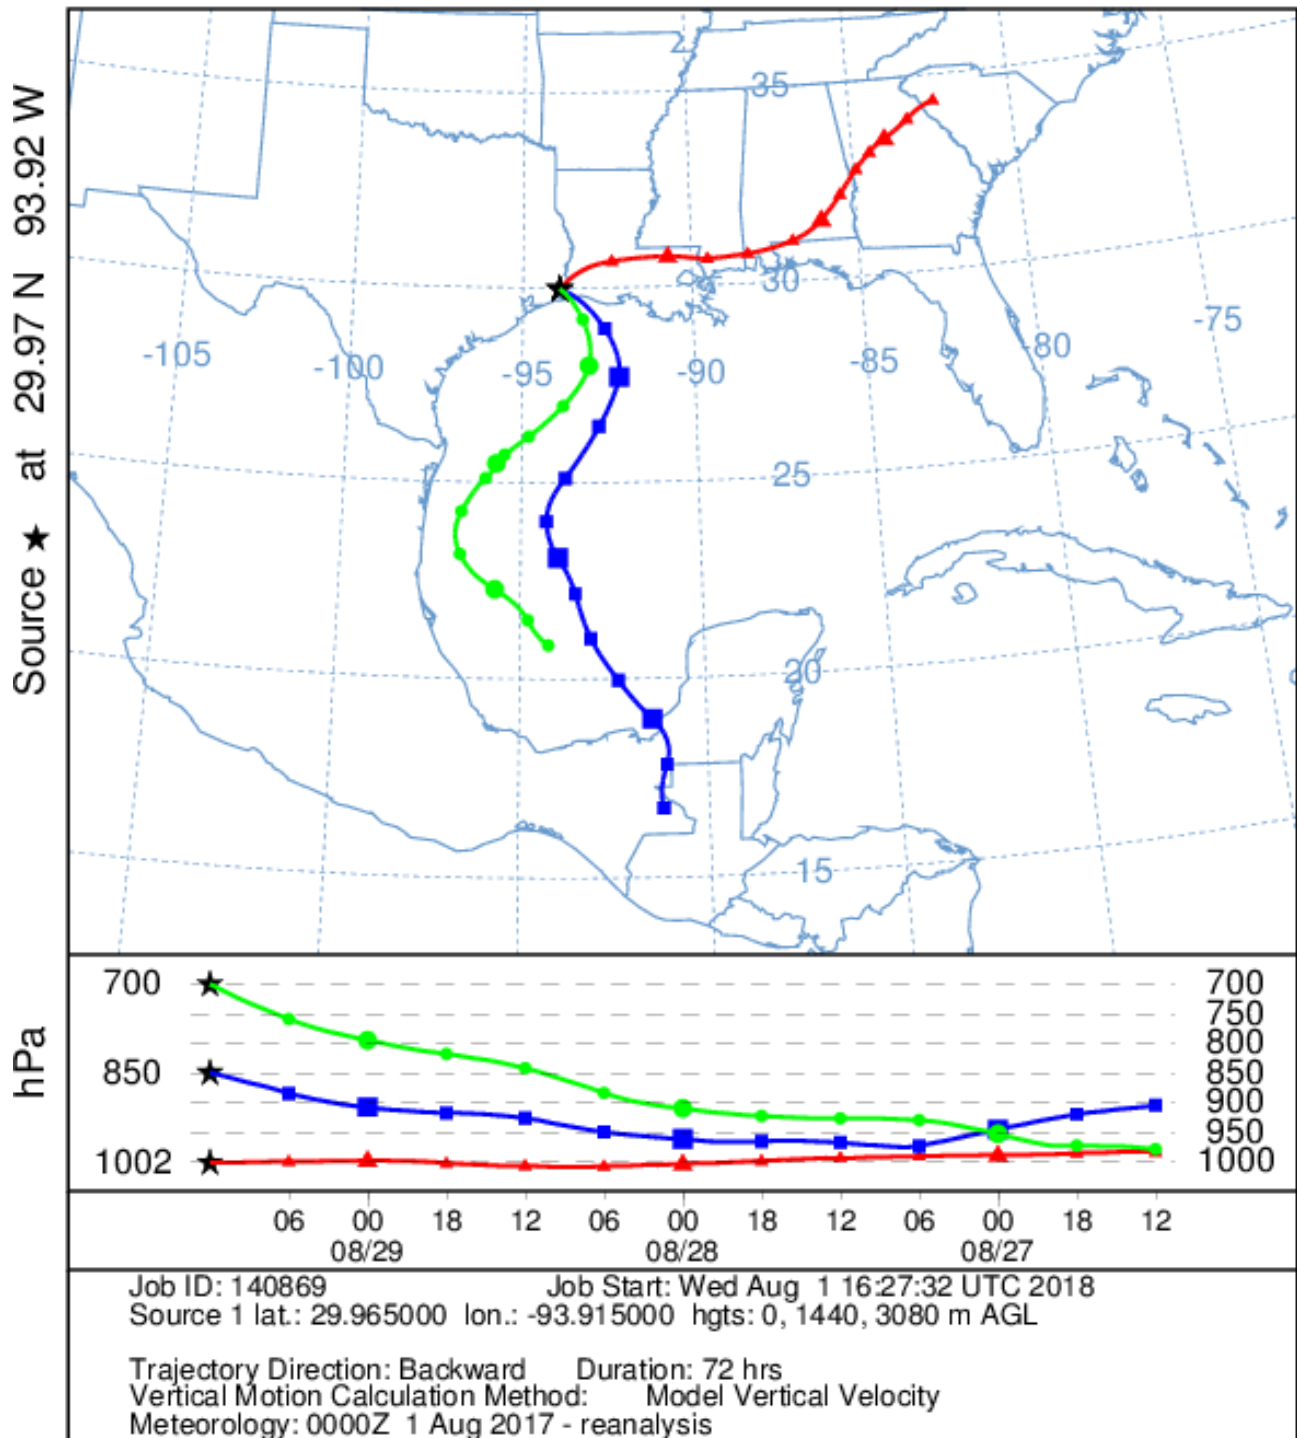 Source ★ at 29.97 N 93.92 W
35
30
-105
-100
-95
-90
-85
-80
-75
25
20
15
hPa
700
850
1002
700
750
800
850
900
950
1000
06 00 18 12 06 00 18 12 06 00 18 12
08/29 08/28 08/27
Job ID: 140869 Job Start: Wed Aug 1 16:27:32 UTC 2018
Source 1 lat.: 29.965000 lon.: -93.915000 hgts: 0, 1440, 3080 m AGL
Trajectory Direction: Backward Duration: 72 hrs
Vertical Motion Calculation Method: Model Vertical Velocity
Meteorology: 0000Z 1 Aug 2017 - reanalysis